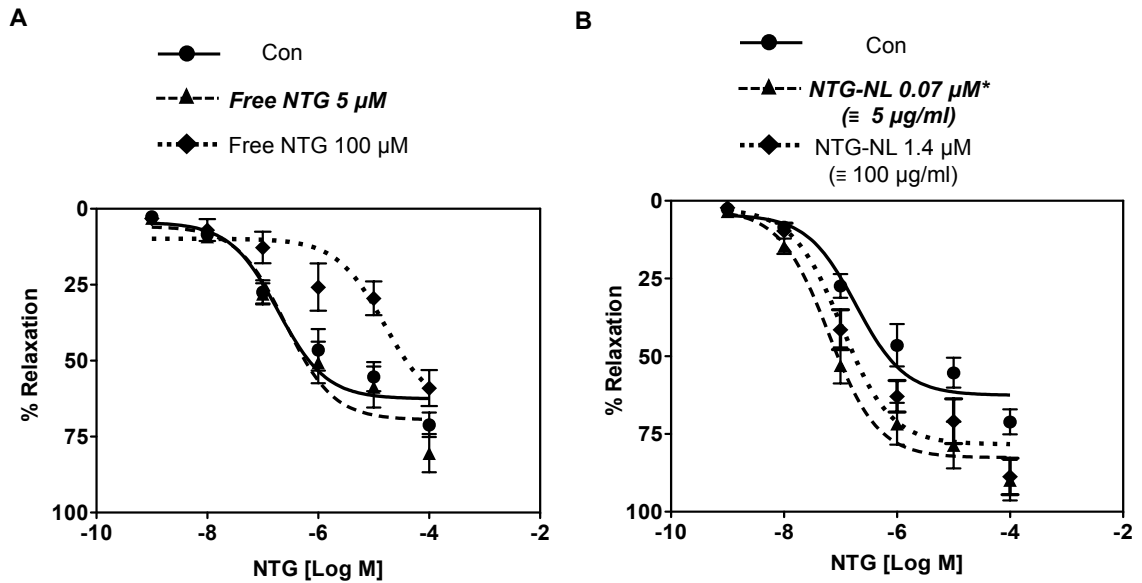 A
Con
Free NTG 5 µM
Free NTG 100 µM
0
25
50
75
100
% Relaxation
-10
-8
-6
-4
-2
NTG [Log M]
B
Con
NTG-NL 0.07 µM*
(≡ 5 µg/ml)
NTG-NL 1.4 µM
(≡ 100 µg/ml)
0
25
50
75
100
% Relaxation
-10
-8
-6
-4
-2
NTG [Log M]